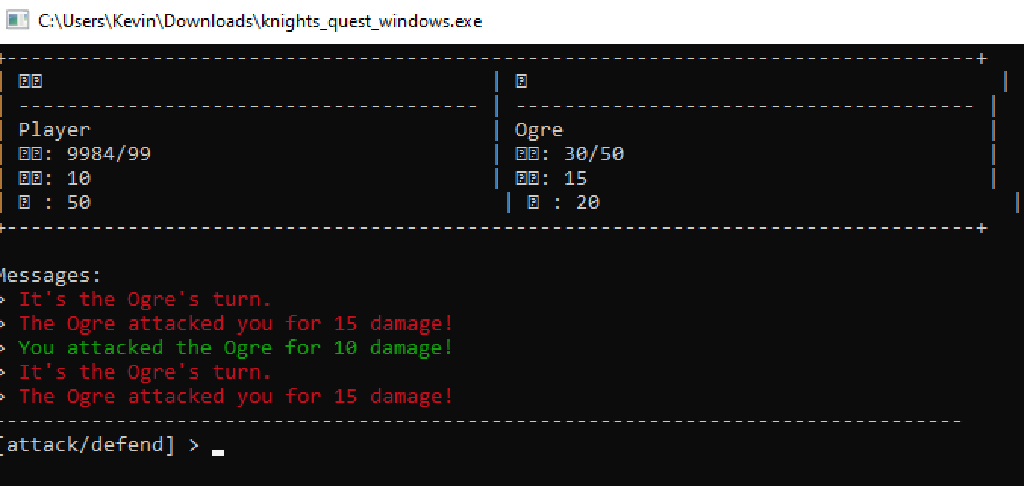 C:\Users\Kevin\Downloads\knights_quest_windows.exe
Player Ogre
: 9984/99 : 30/50
: 10 : 15
: 50 : 20
Messages:
> It's the Ogre's turn.
> The Ogre attacked you for 15 damage!
> You attacked the Ogre for 10 damage!
> It's the Ogre's turn.
> The Ogre attacked you for 15 damage!
[attack/defend] >